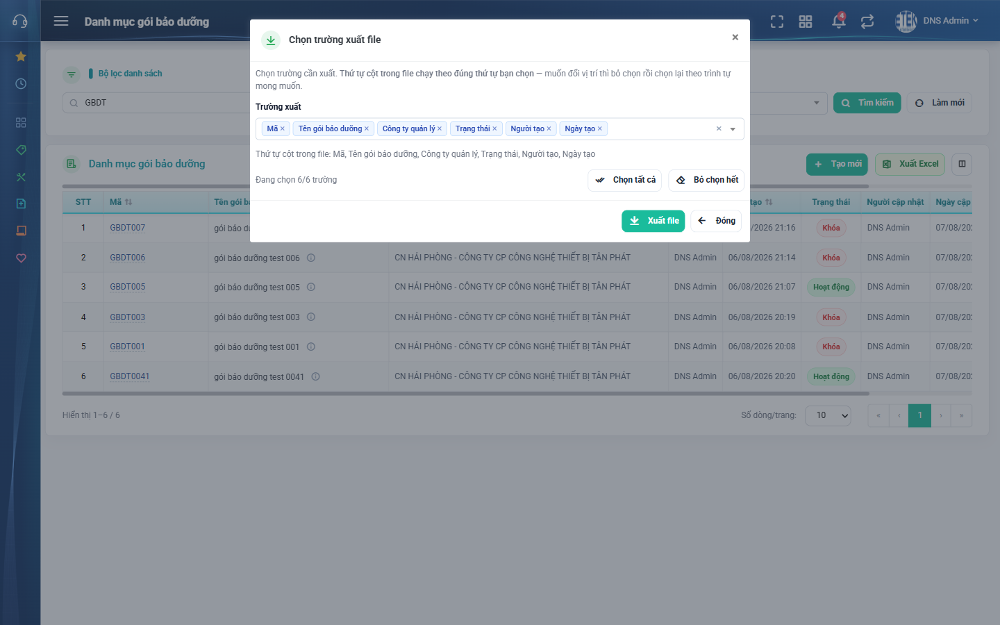 Danh mục gói bảo dưỡng
4
DNS Admin
Bộ lọc danh sách
GBDT
Tìm kiếm
Làm mới
Chọn trường xuất file
×
Chọn trường cần xuất. Thứ tự cột trong file chạy theo đúng thứ tự bạn chọn — muốn đổi vị trí thì bỏ chọn rồi chọn lại theo trình tự
mong muốn.
Trường xuất
Mã × Tên gói bảo dưỡng × Công ty quản lý × Trạng thái × Người tạo × Ngày tạo ×
×
Thứ tự cột trong file: Mã, Tên gói bảo dưỡng, Công ty quản lý, Trạng thái, Người tạo, Ngày tạo
Đang chọn 6/6 trường
Chọn tất cả
Bỏ chọn hết
Xuất file
Đóng
Danh mục gói bảo dưỡng
Tạo mới
Xuất Excel
STT Mã Tên gói b tạo Trạng thái Người cập nhật Ngày cập
1 GBDT007 gói bảo d /08/2026 21:16 Khóa DNS Admin 07/08/202
2 GBDT006 gói bảo dưỡng test 006 CN HẢI PHÒNG - CÔNG TY CP CÔNG NGHỆ THIẾT BỊ TÂN PHÁT DNS Admin 06/08/2026 21:14 Khóa DNS Admin 07/08/202
3 GBDT005 gói bảo dưỡng test 005 CN HẢI PHÒNG - CÔNG TY CP CÔNG NGHỆ THIẾT BỊ TÂN PHÁT DNS Admin 06/08/2026 21:07 Hoạt động DNS Admin 07/08/202
4 GBDT003 gói bảo dưỡng test 003 CN HẢI PHÒNG - CÔNG TY CP CÔNG NGHỆ THIẾT BỊ TÂN PHÁT DNS Admin 06/08/2026 20:19 Khóa DNS Admin 07/08/202
5 GBDT001 gói bảo dưỡng test 001 CN HẢI PHÒNG - CÔNG TY CP CÔNG NGHỆ THIẾT BỊ TÂN PHÁT DNS Admin 06/08/2026 20:08 Khóa DNS Admin 07/08/202
6 GBDT0041 gói bảo dưỡng test 0041 CN HẢI PHÒNG - CÔNG TY CP CÔNG NGHỆ THIẾT BỊ TÂN PHÁT DNS Admin 06/08/2026 20:20 Hoạt động DNS Admin 07/08/202
Hiển thị 1–6 / 6
Số dòng/trang: 10
« ‹ 1 › »